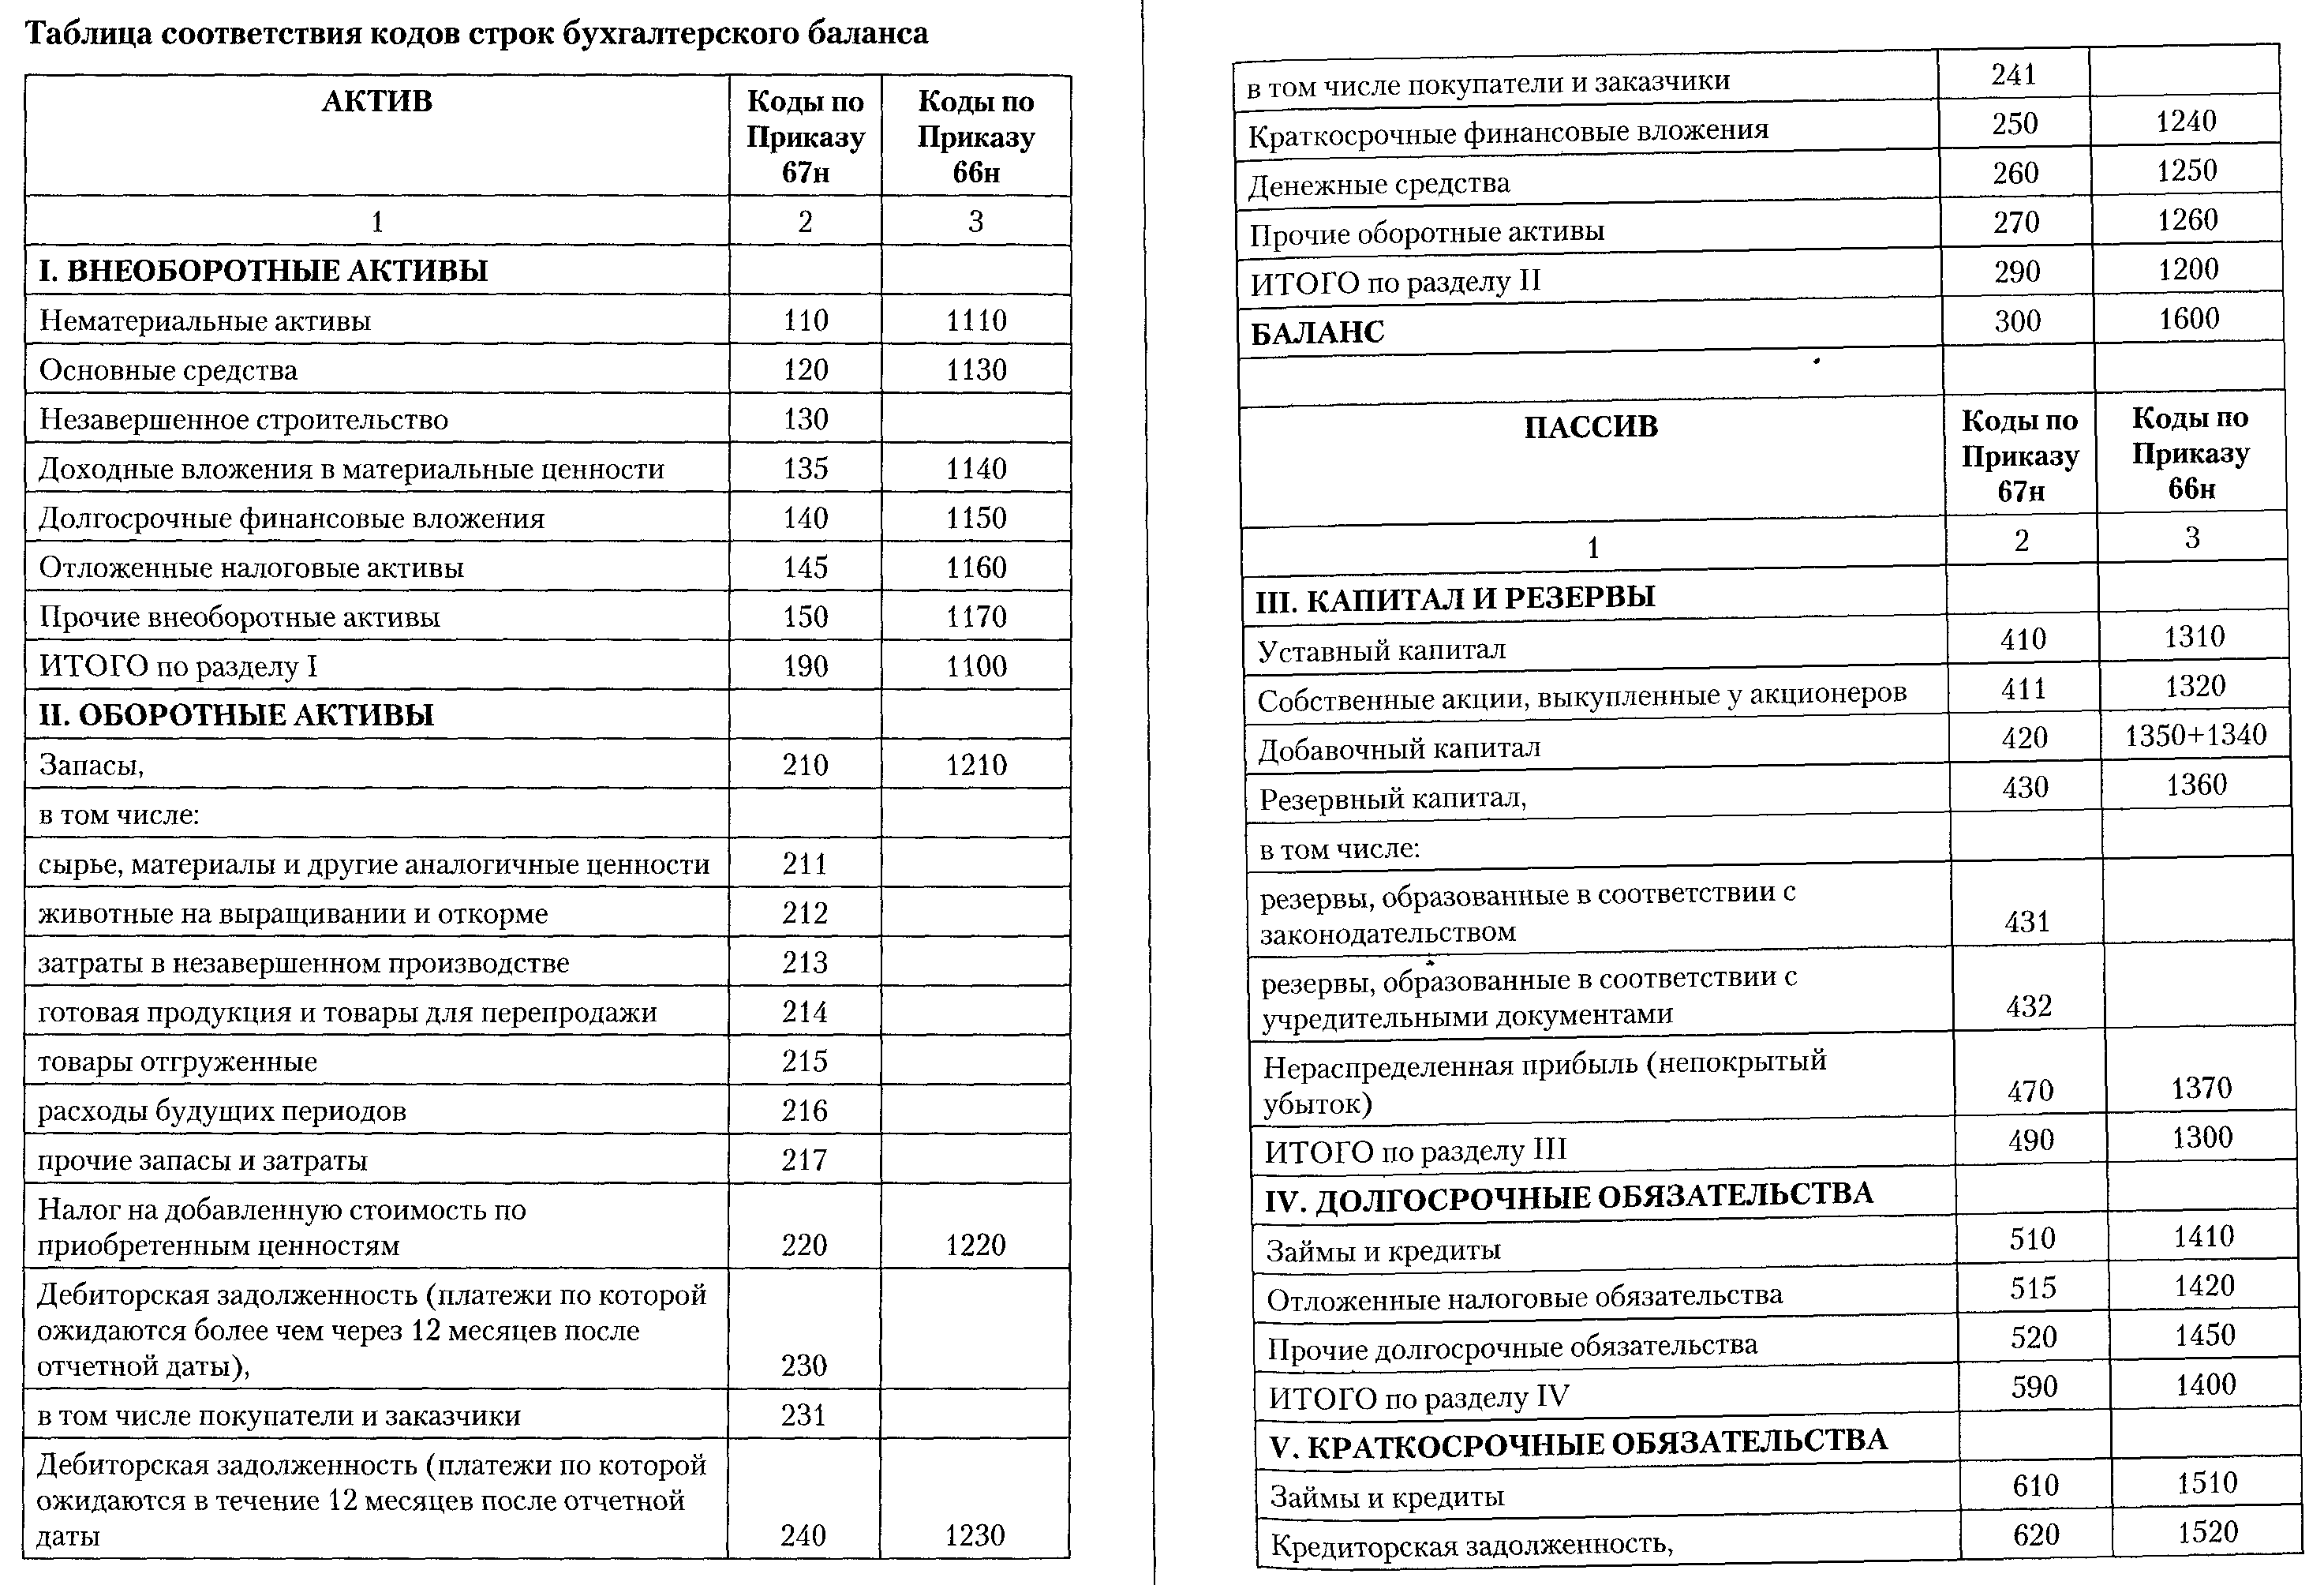 Таблица соответствия кодов строк бухгалтерского баланса
АКТИВ Коды по Приказу 67н Коды по Приказу 66н
1 2 3
I. ВНЕОБОРОТНЫЕ АКТИВЫ
Нематериальные активы 110 1110
Основные средства 120 1130
Незавершенное строительство 130
Доходные вложения в материальные ценности 135 1140
Долгосрочные финансовые вложения 140 1150
Отложенные налоговые активы 145 1160
Прочие внеоборотные активы 150 1170
ИТОГО по разделу I 190 1100
II. ОБОРОТНЫЕ АКТИВЫ
Запасы, 210 1210
в том числе:
сырье, материалы и другие аналогичные ценности 211
животные на выращивании и откорме 212
затраты в незавершенном производстве 213
готовая продукция и товары для перепродажи 214
товары отгруженные 215
расходы будущих периодов 216
прочие запасы и затраты 217
Налог на добавленную стоимость по
приобретенным ценностям 220 1220
Дебиторская задолженность (платежи по которой
ожидаются более чем через 12 месяцев после
отчетной даты), 230
в том числе покупатели и заказчики 231
Дебиторская задолженность (платежи по которой
ожидаются в течение 12 месяцев после отчетной
даты 240 1230
в том числе покупатели и заказчики 241
Краткосрочные финансовые вложения 250 1240
Денежные средства 260 1250
Прочие оборотные активы 270 1260
ИТОГО по разделу II 290 1200
БАЛАНС 300 1600
ПАССИВ Коды по Приказу 67н Коды по Приказу 66н
1 2 3
III. КАПИТАЛ И РЕЗЕРВЫ
Уставный капитал 410 1310
Собственные акции, выкупленные у акционеров 411 1320
Добавочный капитал 420 1350+1340
Резервный капитал, 430 1360
в том числе:
резервы, образованные в соответствии с
законодательством 431
резервы, образованные в соответствии с
учредительными документами 432
Нераспределенная прибыль (непокрытый
убыток) 470 1370
ИТОГО по разделу III 490 1300
IV. ДОЛГОСРОЧНЫЕ ОБЯЗАТЕЛЬСТВА
Займы и кредиты 510 1410
Отложенные налоговые обязательства 515 1420
Прочие долгосрочные обязательства 520 1450
ИТОГО по разделу IV 590 1400
V. КРАТКОСРОЧНЫЕ ОБЯЗАТЕЛЬСТВА
Займы и кредиты 610 1510
Кредиторская задолженность, 620 1520